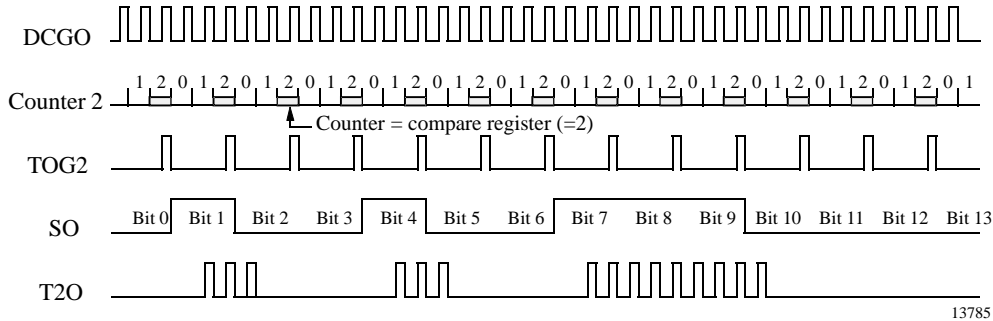 DCGO
1 2 0 1 2 0 1 2 0 1 2 0 1 2 0 1 2 0 1 2 0 1 2 0 1 2 0 1 2 0 1 2 0 1 2 0 1 2 0 1
Counter 2
Counter = compare register (=2)
TOG2
SO
Bit 0 Bit 1 Bit 2 Bit 3 Bit 4 Bit 5 Bit 6 Bit 7 Bit 8 Bit 9 Bit 10 Bit 11 Bit 12 Bit 13
T2O
13785